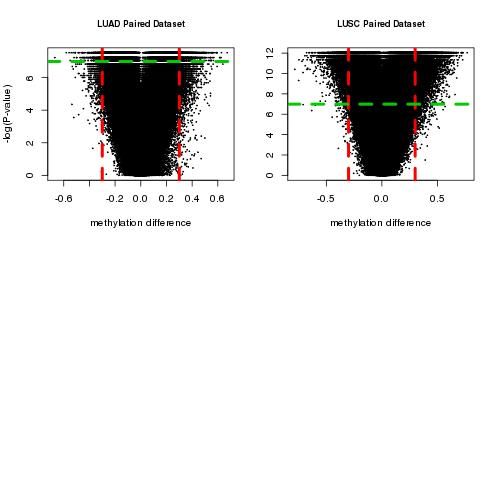 LUAD Paired Dataset
-log(P-value)
0 2 4 6
-0.6 -0.2 0.0 0.2 0.4 0.6
methylation difference
LUSC Paired Dataset
0 2 4 6 8 10 12
-0.5 0.0 0.5
methylation difference